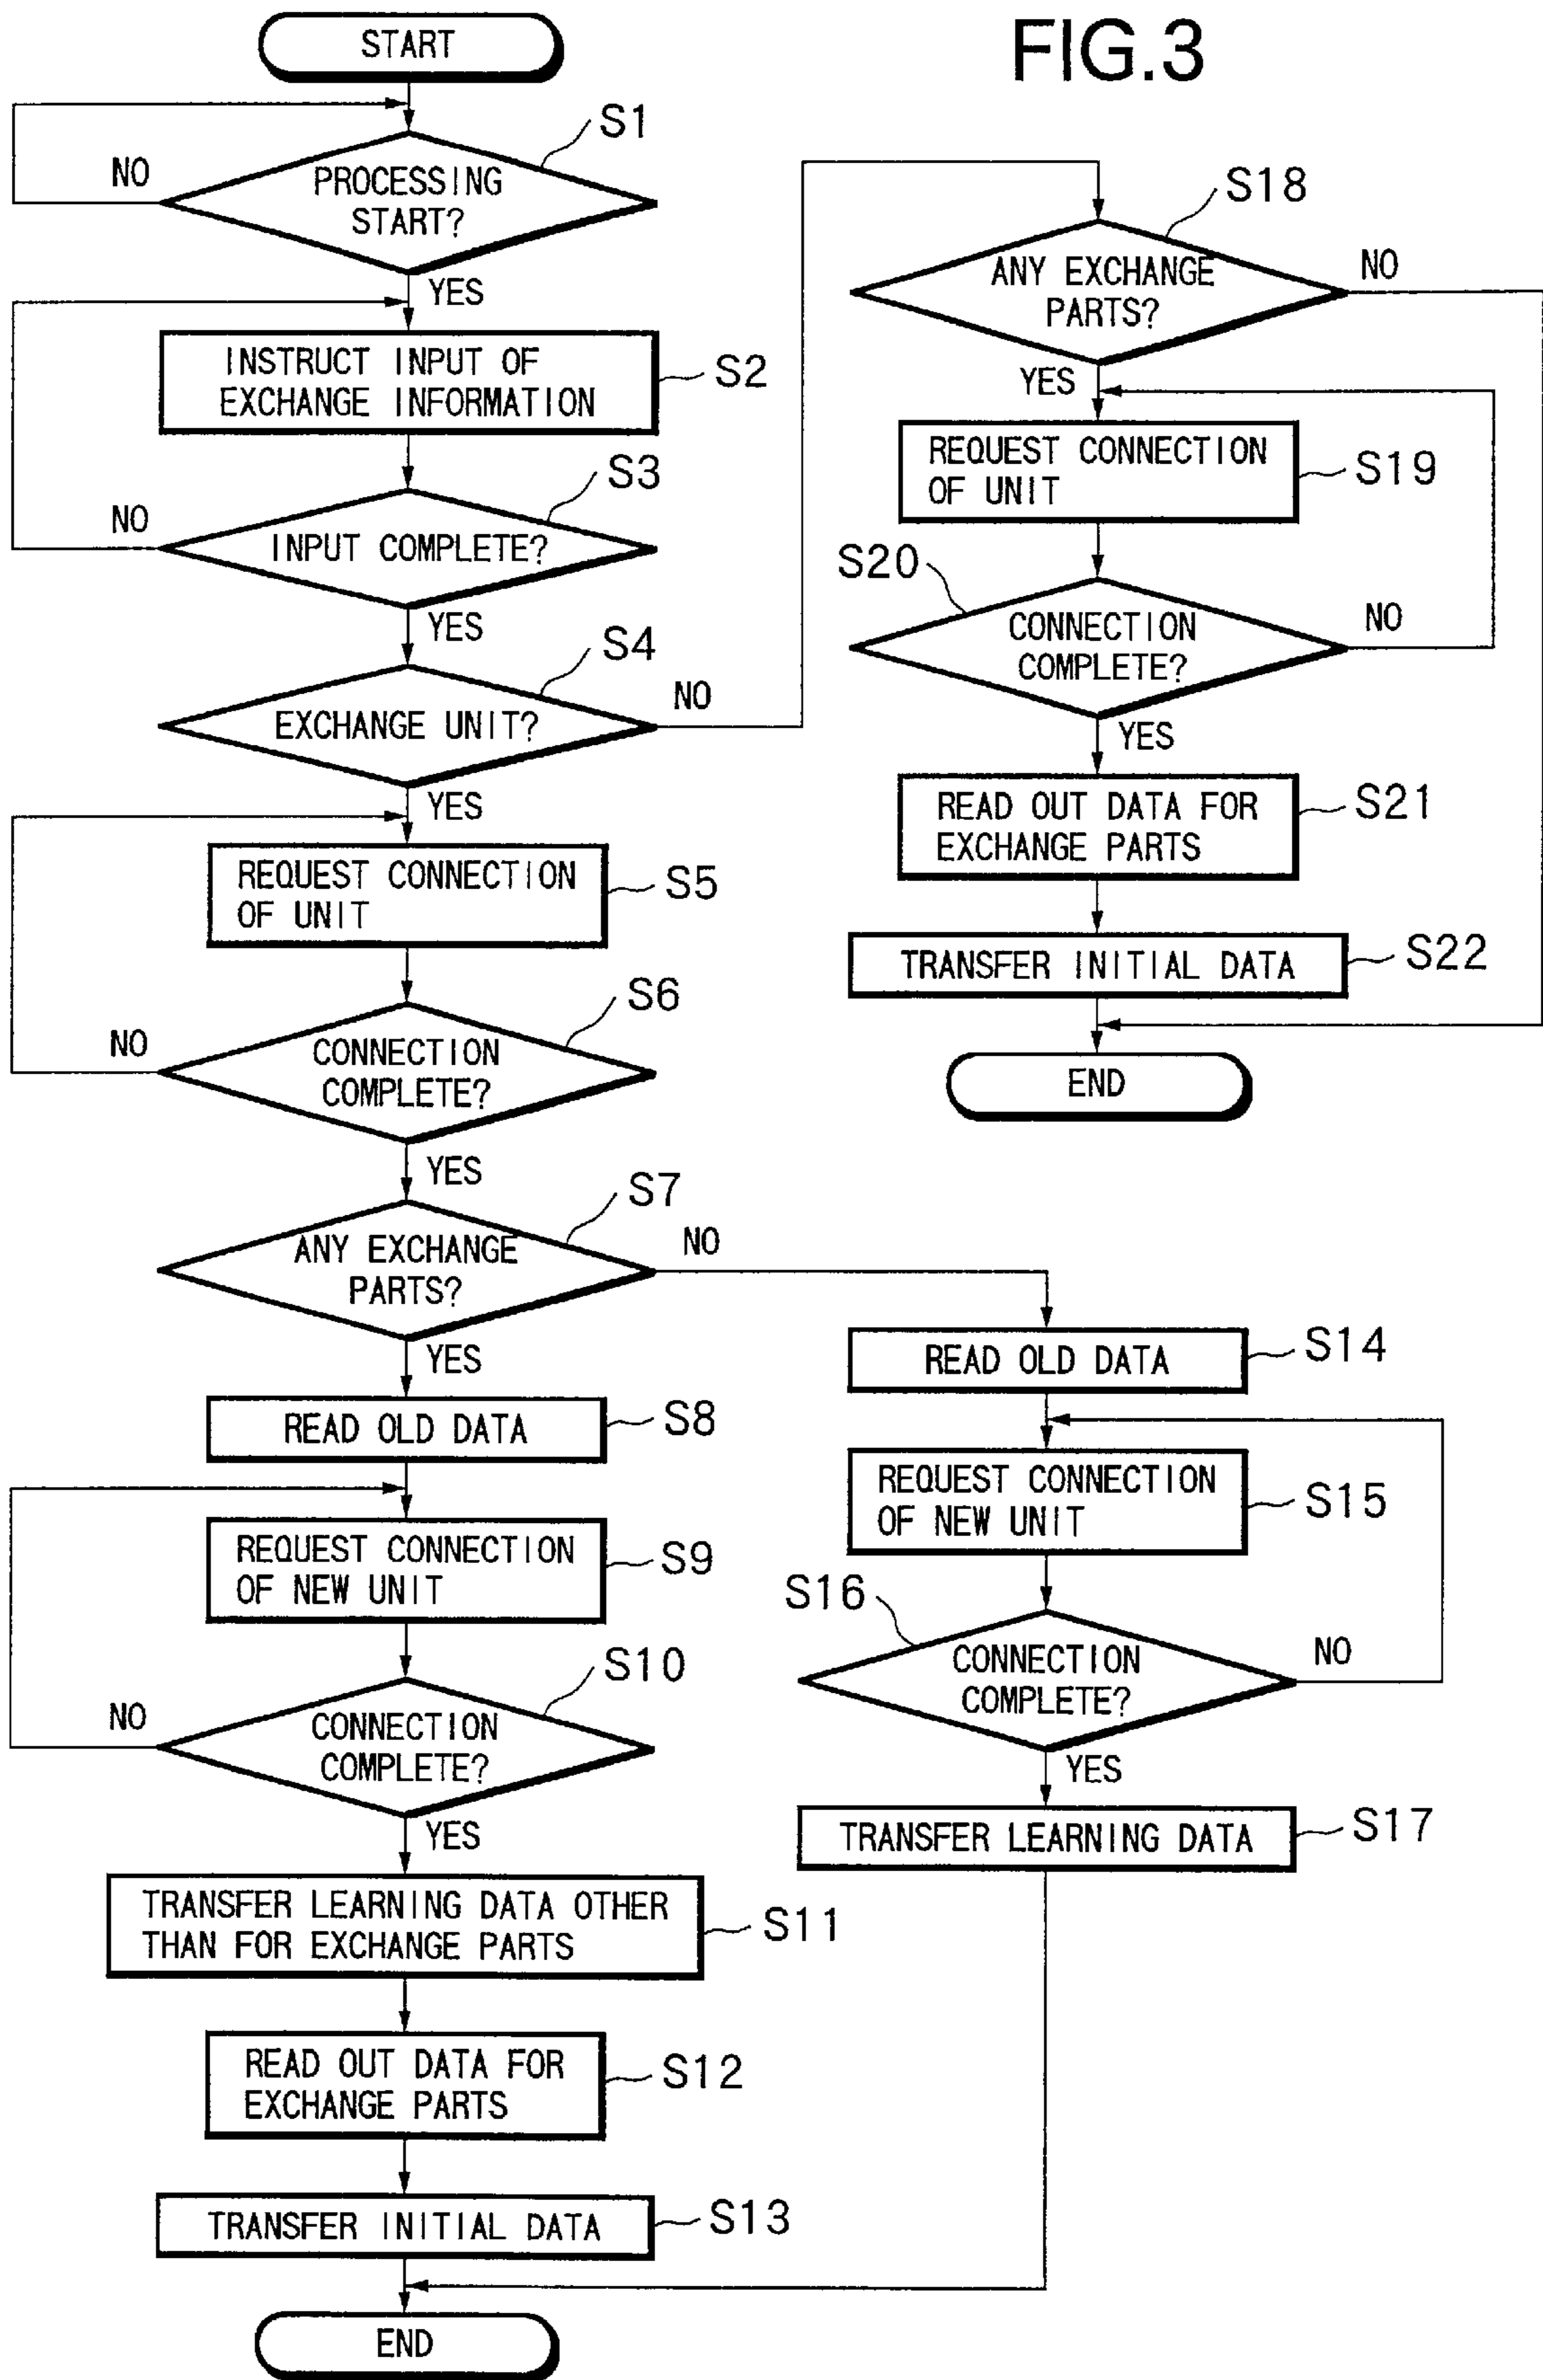 FIG.3
START
S1
NO
PROCESSING
START?
YES
INSTRUCT INPUT OF
EXCHANGE INFORMATION
S2
S3
NO
INPUT COMPLETE?
YES
S4
NO
EXCHANGE UNIT?
YES
REQUEST CONNECTION
OF UNIT
S5
S6
NO
CONNECTION
COMPLETE?
YES
S7
NO
ANY EXCHANGE
PARTS?
YES
READ OLD DATA
S8
REQUEST CONNECTION
OF NEW UNIT
S9
S10
NO
CONNECTION
COMPLETE?
YES
TRANSFER LEARNING DATA OTHER
THAN FOR EXCHANGE PARTS
S11
READ OUT DATA FOR
EXCHANGE PARTS
S12
TRANSFER INITIAL DATA
S13
END
READ OLD DATA
S14
REQUEST CONNECTION
OF NEW UNIT
S15
S16
NO
CONNECTION
COMPLETE?
YES
TRANSFER LEARNING DATA
S17
S18
NO
ANY EXCHANGE
PARTS?
YES
REQUEST CONNECTION
OF UNIT
S19
S20
NO
CONNECTION
COMPLETE?
YES
READ OUT DATA FOR
EXCHANGE PARTS
S21
TRANSFER INITIAL DATA
S22
END